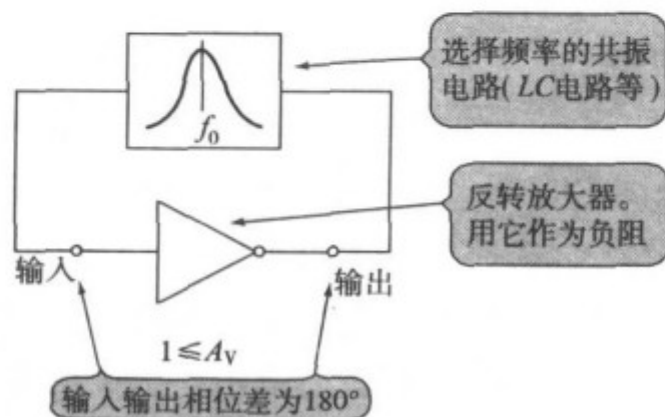 选择频率的共振
电路(LC电路等)
f₀
反转放大器。
用它作为负阻
输入
输出
1≤Aᵥ
输入输出相位差为180°